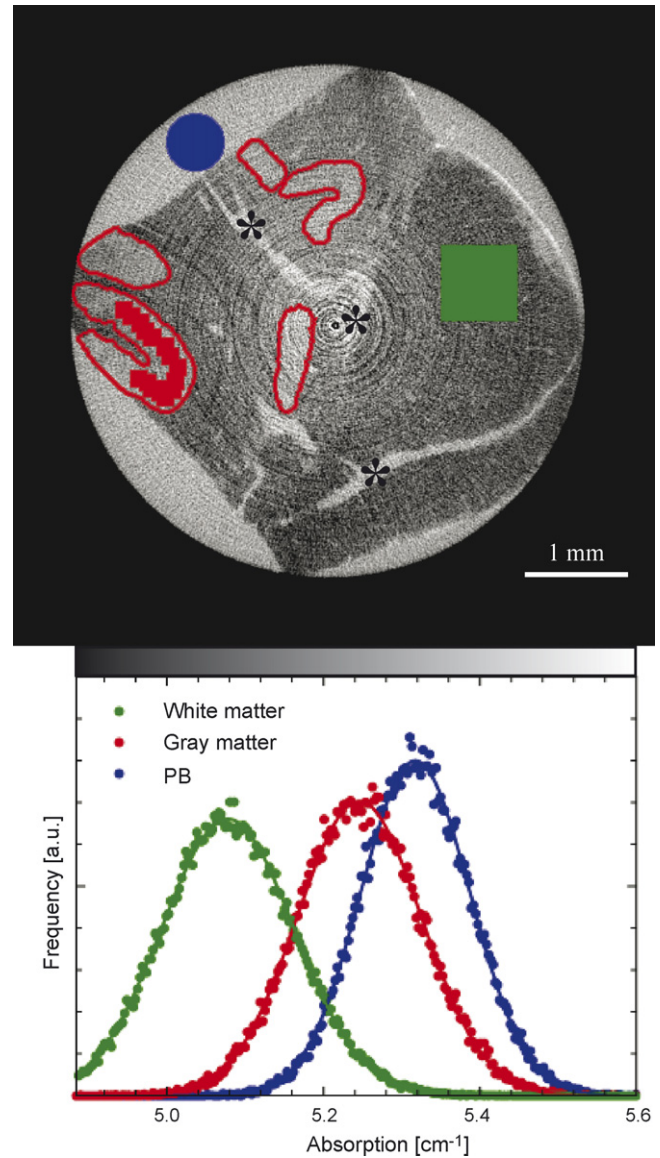 *
*
*
1 mm
White matter
Gray matter
PB
Frequency [a.u.]
5.0 5.2 5.4 5.6
Absorption [cm⁻¹]